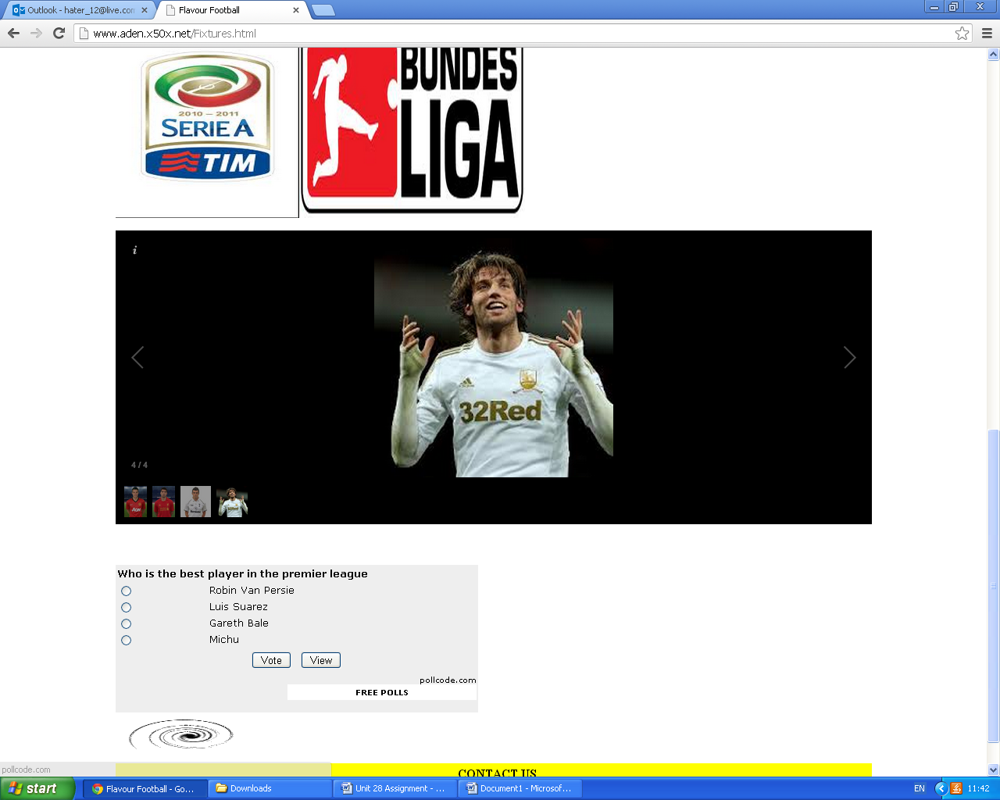 Outlook - hater_12@live.con
Flavour Football
www.aden.x50x.net/Fixtures.html
2010 – 2011
SERIE A
TIM
BUNDES
LIGA
i
32Red
4 / 4
Who is the best player in the premier league
Robin Van Persie
Luis Suarez
Gareth Bale
Michu
Vote
View
pollcode.com
FREE POLLS
CONTACT US
pollcode.com
start
Flavour Football - Go...
Downloads
Unit 28 Assignment - ...
Document1 - Microsof...
EN
11:42